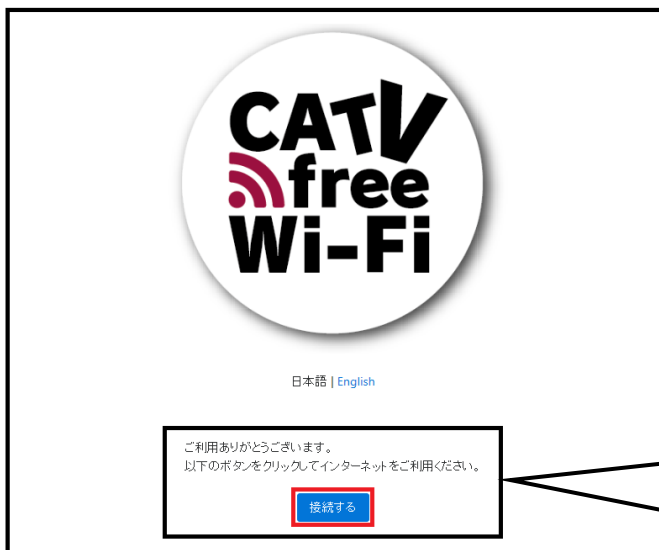 CATV
free
Wi-Fi
日本語 | English
ご利用ありがとうございます。
以下のボタンをクリックしてインターネットをご利用ください。
接続する